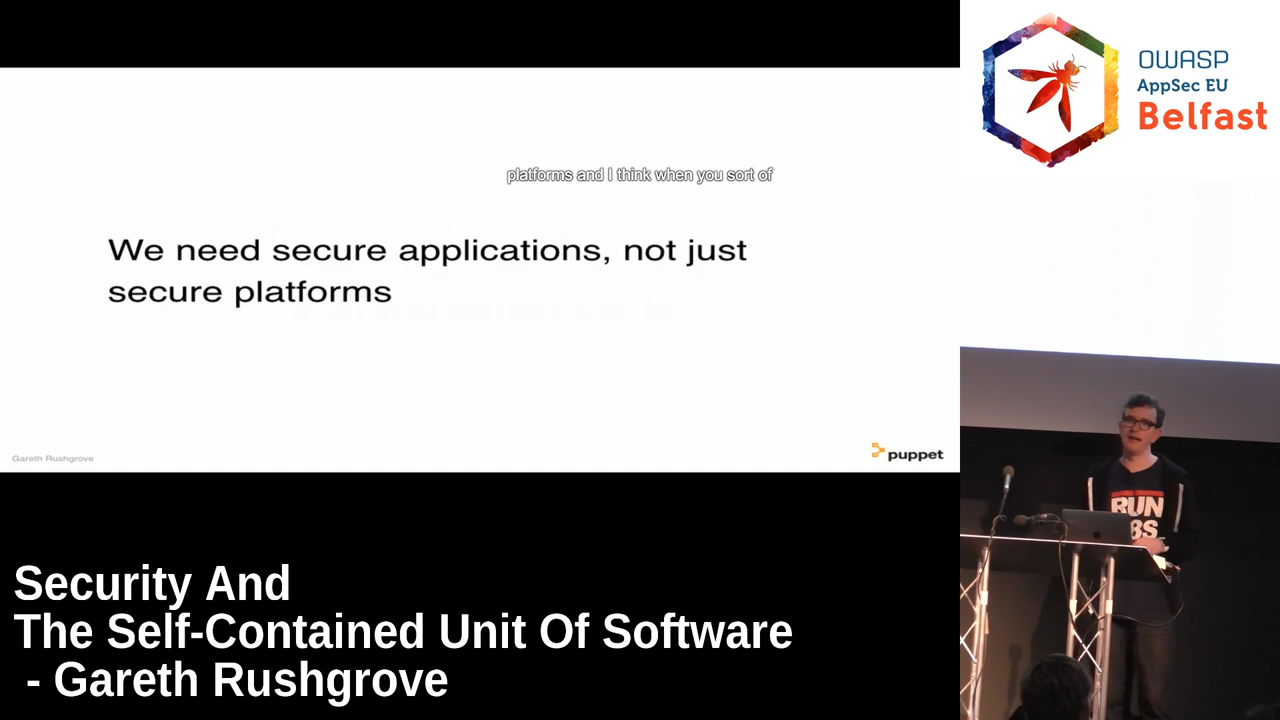 platforms and I think when you sort of
We need secure applications, not just
secure platforms
Gareth Rushgrove
puppet
OWASP
AppSec EU
Belfast
RUN
Security And
The Self-Contained Unit Of Software
- Gareth Rushgrove